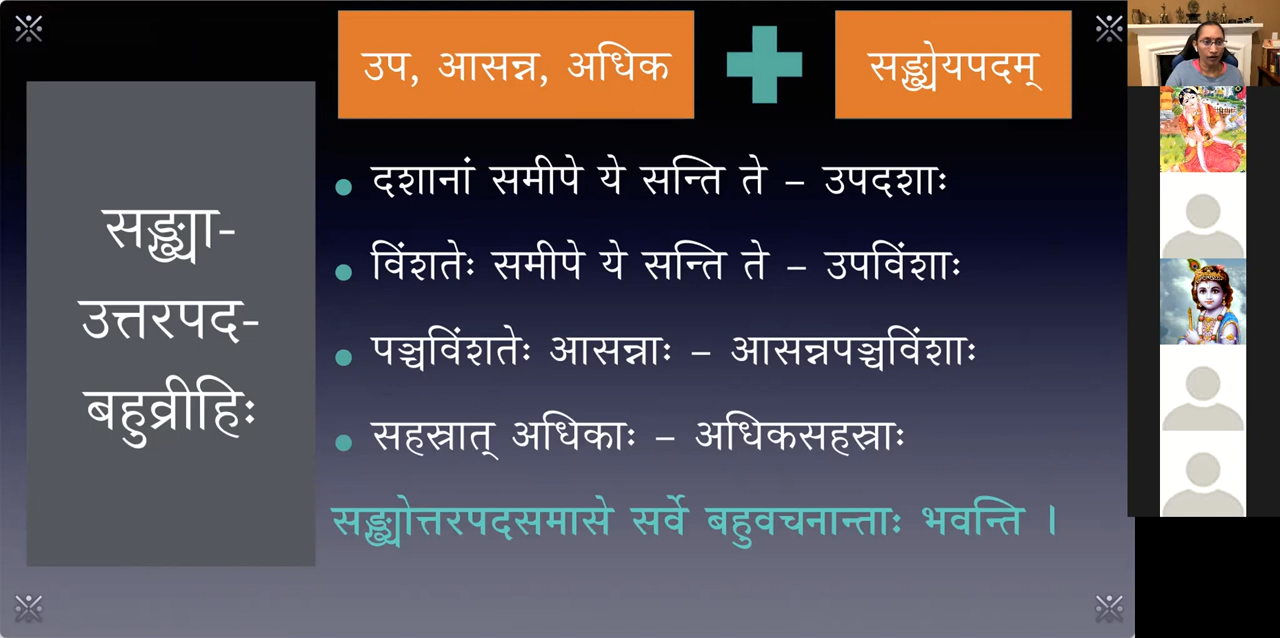 उप, आसन्न, अधिक
सङ्ख्येयपदम्
सङ्ख्या-
उत्तरपद-
बहुव्रीहिः
दशानां समीपे ये सन्ति ते – उपदशाः
विंशतेः समीपे ये सन्ति ते – उपविंशाः
पञ्चविंशतेः आसन्नाः – आसन्नपञ्चविंशाः
सहस्रात् अधिकाः – अधिकसहस्राः
सङ्ख्योत्तरपदसमासे सर्वे बहुवचनान्ताः भवन्ति ।